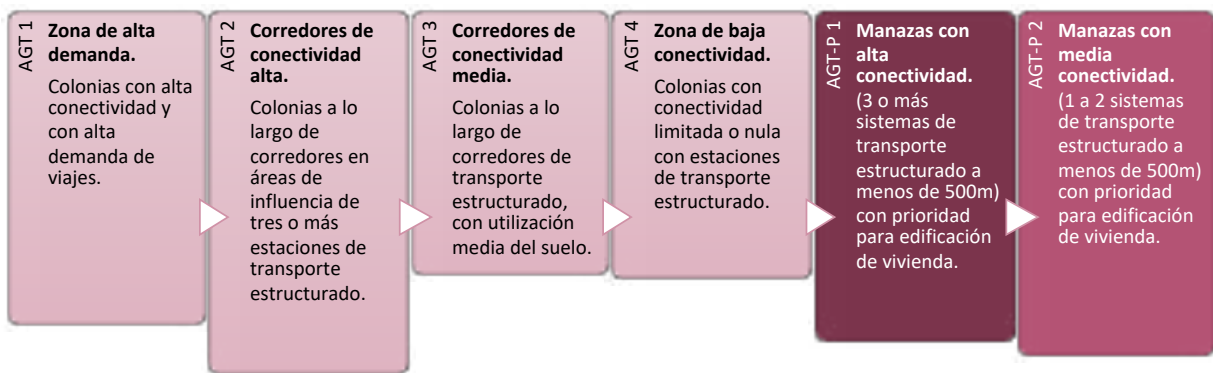 AGT 1
Zona de alta
demanda.
Colonias con alta
conectividad y
con alta
demanda de
viajes.
AGT 2
Corredores de
conectividad
alta.
Colonias a lo
largo de
corredores en
áreas de
influencia de
tres o más
estaciones de
transporte
estructurado.
AGT 3
Corredores de
conectividad
media.
Colonias a lo
largo de
corredores de
transporte
estructurado,
con utilización
media del suelo.
AGT 4
Zona de baja
conectividad.
Colonias con
conectividad
limitada o nula
con estaciones
de transporte
estructurado.
AGT-P 1
Manazas con
alta
conectividad.
(3 o más
sistemas de
transporte
estructurado a
menos de 500m)
con prioridad
para edificación
de vivienda.
AGT-P 2
Manazas con
media
conectividad.
(1 a 2 sistemas
de transporte
estructurado a
menos de 500m)
con prioridad
para edificación
de vivienda.